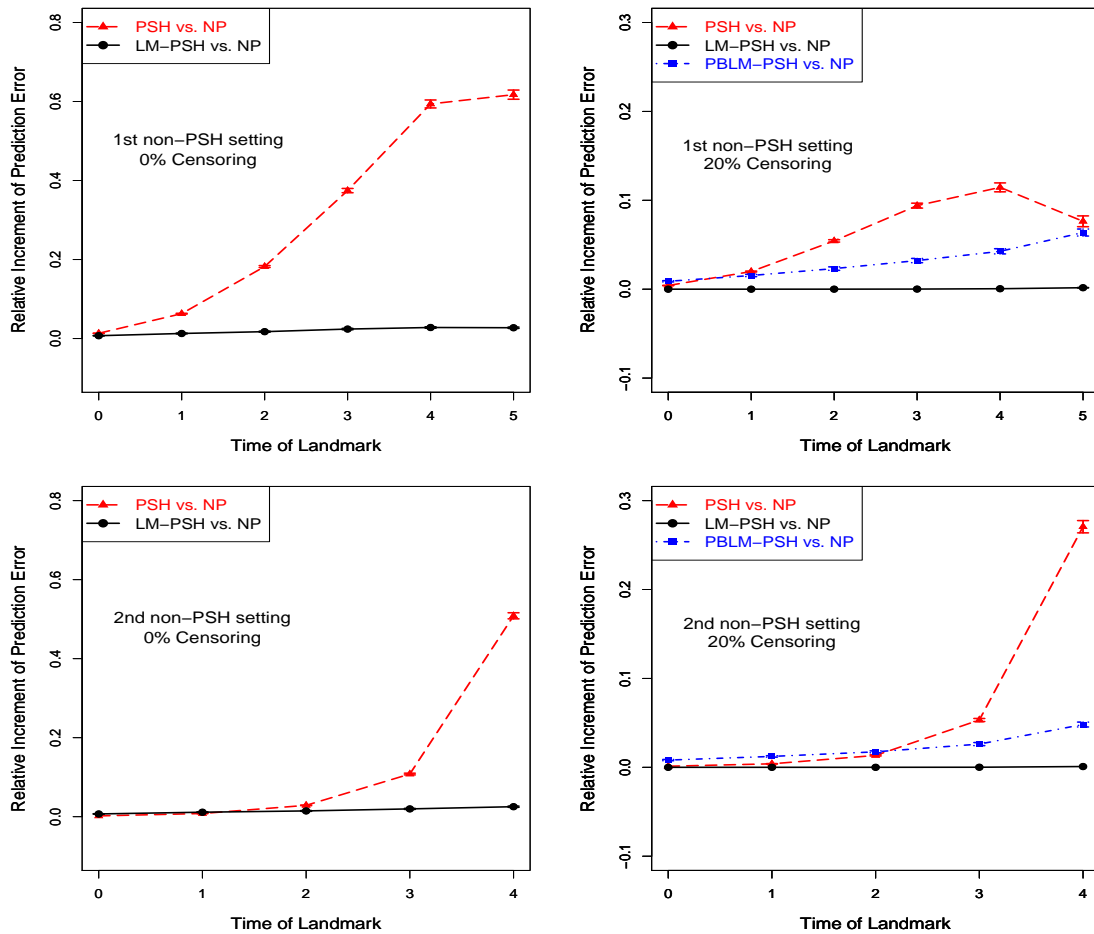 PSH vs. NP
LM−PSH vs. NP
1st non−PSH setting
0% Censoring
Relative Increment of Prediction Error
0.0
0.2
0.4
0.6
0.8
0 1 2 3 4 5
Time of Landmark
PSH vs. NP
LM−PSH vs. NP
PBLM−PSH vs. NP
1st non−PSH setting
20% Censoring
Relative Increment of Prediction Error
−0.1
0.0
0.1
0.2
0.3
0 1 2 3 4 5
Time of Landmark
PSH vs. NP
LM−PSH vs. NP
2nd non−PSH setting
0% Censoring
Relative Increment of Prediction Error
0.0
0.2
0.4
0.6
0.8
0 1 2 3 4
Time of Landmark
PSH vs. NP
LM−PSH vs. NP
PBLM−PSH vs. NP
2nd non−PSH setting
20% Censoring
Relative Increment of Prediction Error
−0.1
0.0
0.1
0.2
0.3
0 1 2 3 4
Time of Landmark